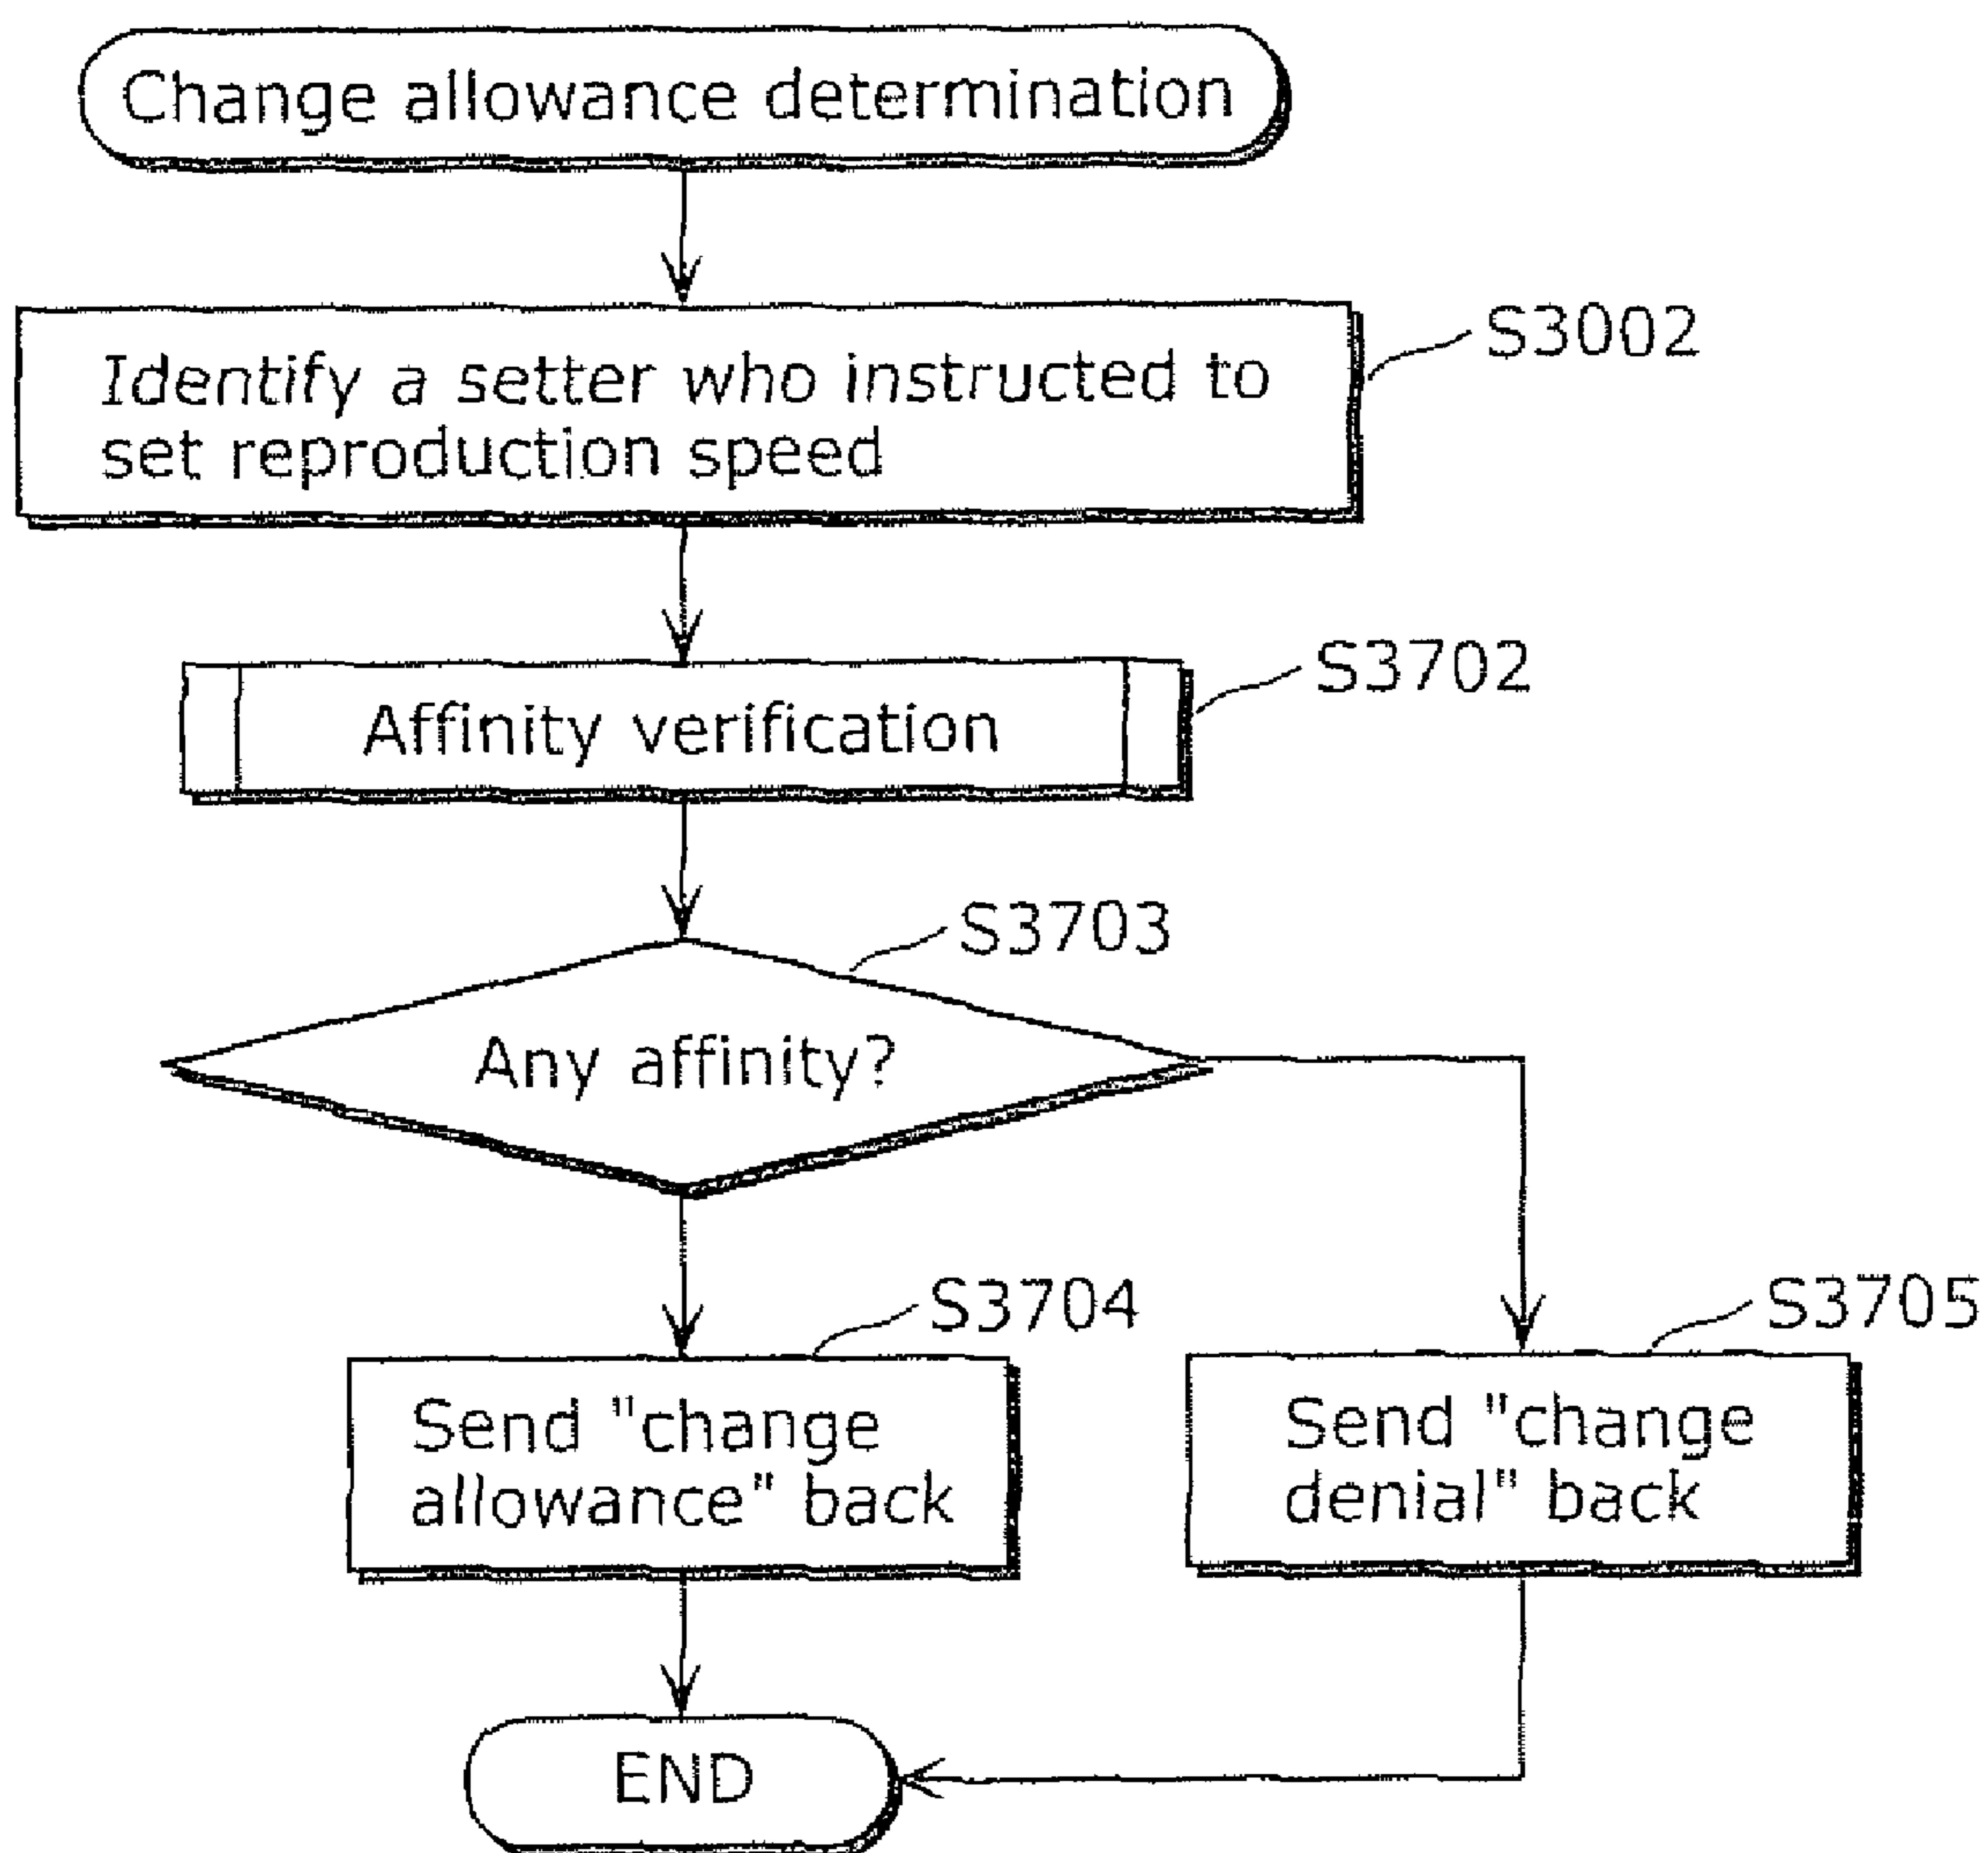 Change allowance determination
S3002
Identify a setter who instructed to
set reproduction speed
S3702
Affinity verification
S3703
Any affinity?
S3704
Send "change
allowance" back
S3705
Send "change
denial" back
END